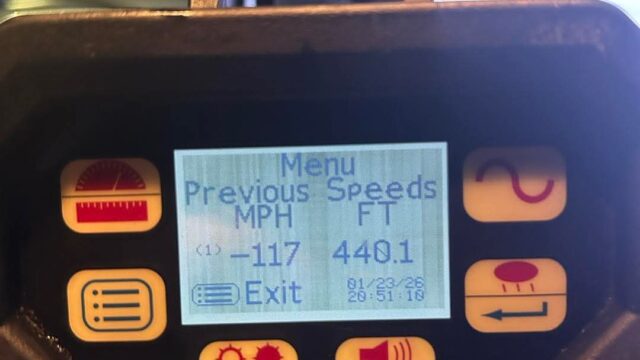 Menu
Previous Speeds
MPH FT
(1) -117 440.1
Exit 01/23/26
20:51:10